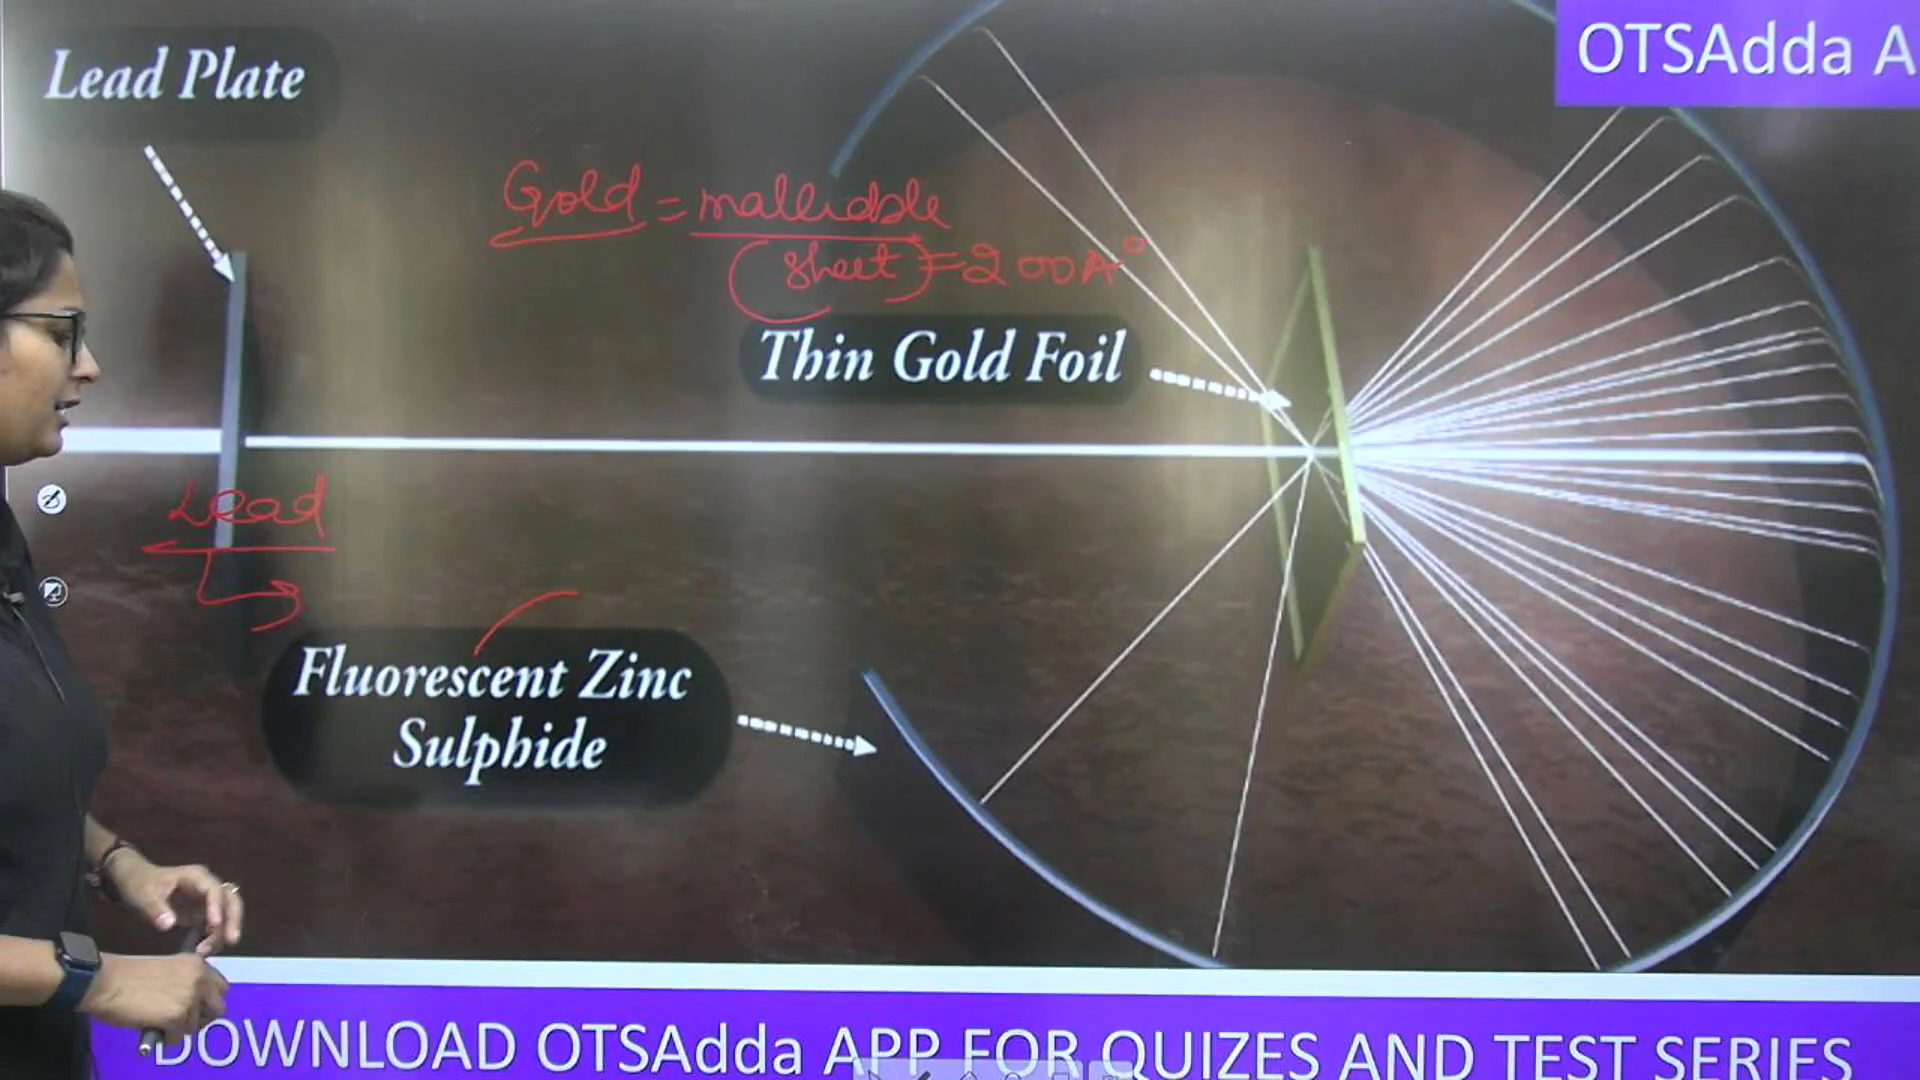 Lead Plate
OTSAdda A
Gold = malleable
(sheet) = 200 A°
Thin Gold Foil
Lead
Fluorescent Zinc
Sulphide
DOWNLOAD OTSAdda APP FOR QUIZES AND TEST SERIES